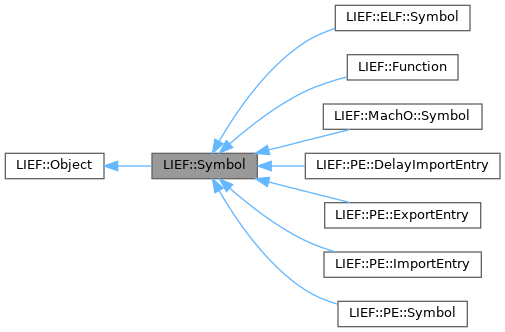 LIEF::Object
LIEF::Symbol
LIEF::ELF::Symbol
LIEF::Function
LIEF::MachO::Symbol
LIEF::PE::DelayImportEntry
LIEF::PE::ExportEntry
LIEF::PE::ImportEntry
LIEF::PE::Symbol